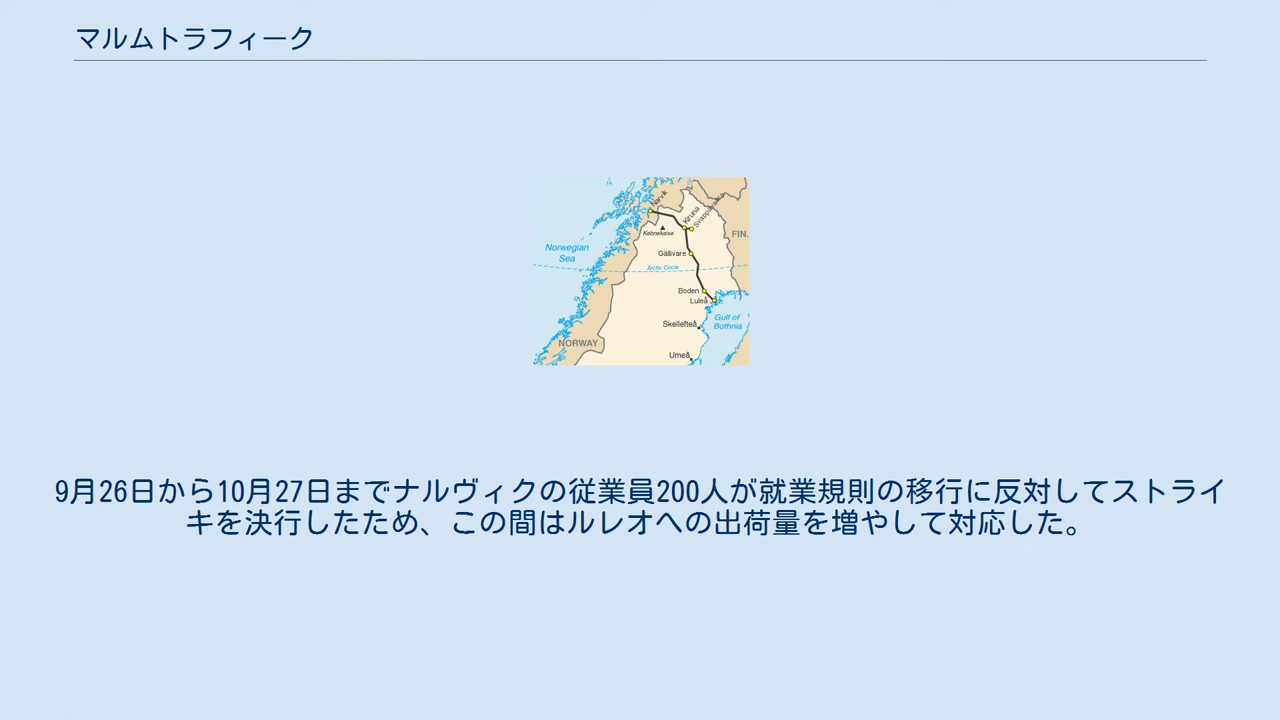 マルムトラフィーク
Narvik
Kiruna
Svappavaara
Kebnekaise
FIN.
Norwegian
Sea
Gällivare
Arctic Circle
Boden
Luleå
Gulf of
Bothnia
Skellefteå
NORWAY
Umeå
9月26日から10月27日までナルヴィクの従業員200人が就業規則の移行に反対してストライ
キを決行したため、この間はルレオへの出荷量を増やして対応した。